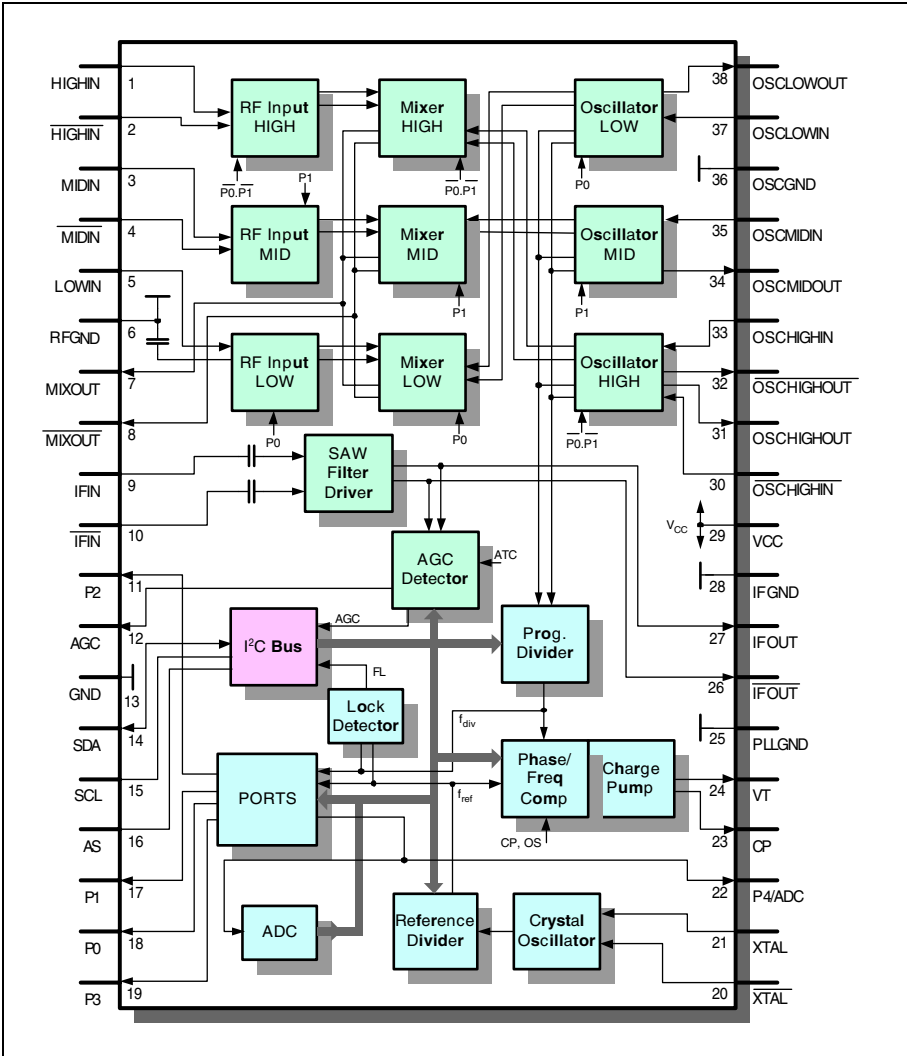 HIGHIN
1
HIGHIN
2
MIDIN
3
MIDIN
4
LOWIN
5
RFGND
6
MIXOUT
7
MIXOUT
8
IFIN
9
IFIN
10
P2
11
AGC
12
GND
13
SDA
14
SCL
15
AS
16
P1
17
P0
18
P3
19
RF Input
HIGH
P0.P1
P1
RF Input
MID
RF Input
LOW
P0
Mixer
HIGH
P0.P1
Mixer
MID
P1
Mixer
LOW
P0
Oscillator
LOW
P0
Oscillator
MID
P1
Oscillator
HIGH
P0.P1
SAW
Filter
Driver
AGC
Detector
ATC
AGC
I²C Bus
FL
Lock
Detector
Prog.
Divider
fdiv
PORTS
fref
Phase/
Freq
Comp
Charge
Pump
CP, OS
ADC
Reference
Divider
Crystal
Oscillator
VCC
38
OSCLOWOUT
37
OSCLOWIN
36
OSCGND
35
OSCMIDIN
34
OSCMIDOUT
33
OSCHIGHIN
32
OSCHIGHOUT
31
OSCHIGHOUT
30
OSCHIGHIN
29
VCC
28
IFGND
27
IFOUT
26
IFOUT
25
PLLGND
24
VT
23
CP
22
P4/ADC
21
XTAL
20
XTAL